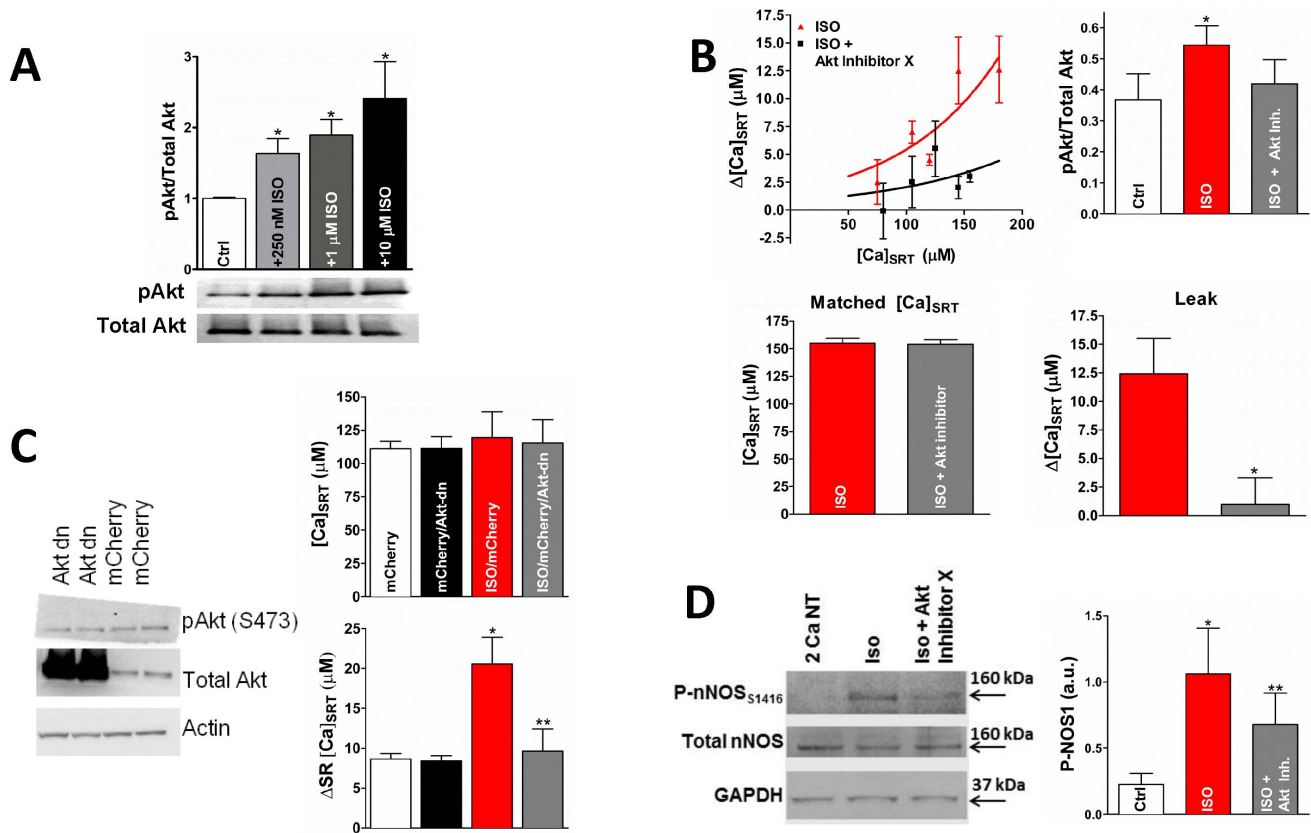 A
pAkt/Total Akt
3
2
1
0
*
*
*
Ctrl
+250 nM ISO
+1 μM ISO
+10 μM ISO
pAkt
Total Akt
B
Δ[Ca]SRT (μM)
17.5
15.0
12.5
10.0
7.5
5.0
2.5
0.0
-2.5
ISO
ISO +
Akt Inhibitor X
50
100
150
200
[Ca]SRT (μM)
pAkt/Total Akt
0.6
0.5
0.4
0.3
0.2
0.1
0.0
*
Ctrl
ISO
ISO + Akt Inh.
Matched [Ca]SRT
[Ca]SRT (μM)
175
150
125
100
75
50
25
0
ISO
ISO + Akt inhibitor
Leak
Δ[Ca]SRT (μM)
17.5
15.0
12.5
10.0
7.5
5.0
2.5
0.0
*
C
Akt dn
Akt dn
mCherry
mCherry
pAkt (S473)
Total Akt
Actin
[Ca]SRT (μM)
150
125
100
75
50
25
0
mCherry
mCherry/Akt-dn
ISO/mCherry
ISO/mCherry/Akt-dn
ΔSR [Ca]SRT (μM)
25
20
15
10
5
0
*
**
D
2 Ca NT
Iso
Iso + Akt
Inhibitor X
P-nNOSS1416
160 kDa
Total nNOS
160 kDa
GAPDH
37 kDa
P-NOS1 (a.u.)
1.5
1.0
0.5
0.0
*
**
Ctrl
ISO
ISO +
Akt Inh.